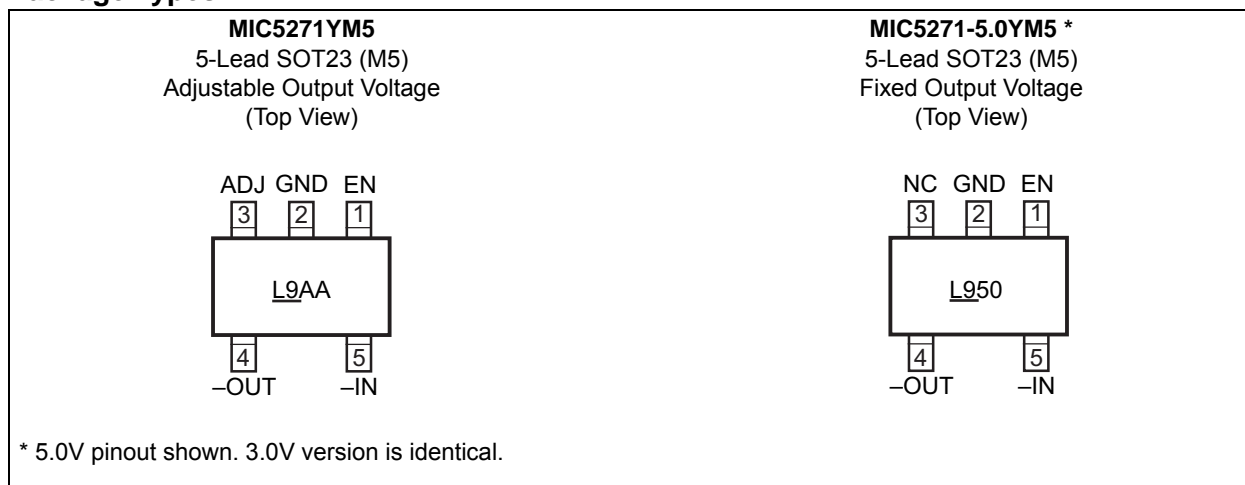 MIC5271YM5
5-Lead SOT23 (M5)
Adjustable Output Voltage
(Top View)
ADJ GND EN
3 2 1
L9AA
4 5
–OUT –IN
MIC5271-5.0YM5 *
5-Lead SOT23 (M5)
Fixed Output Voltage
(Top View)
NC GND EN
3 2 1
L950
4 5
–OUT –IN
* 5.0V pinout shown. 3.0V version is identical.